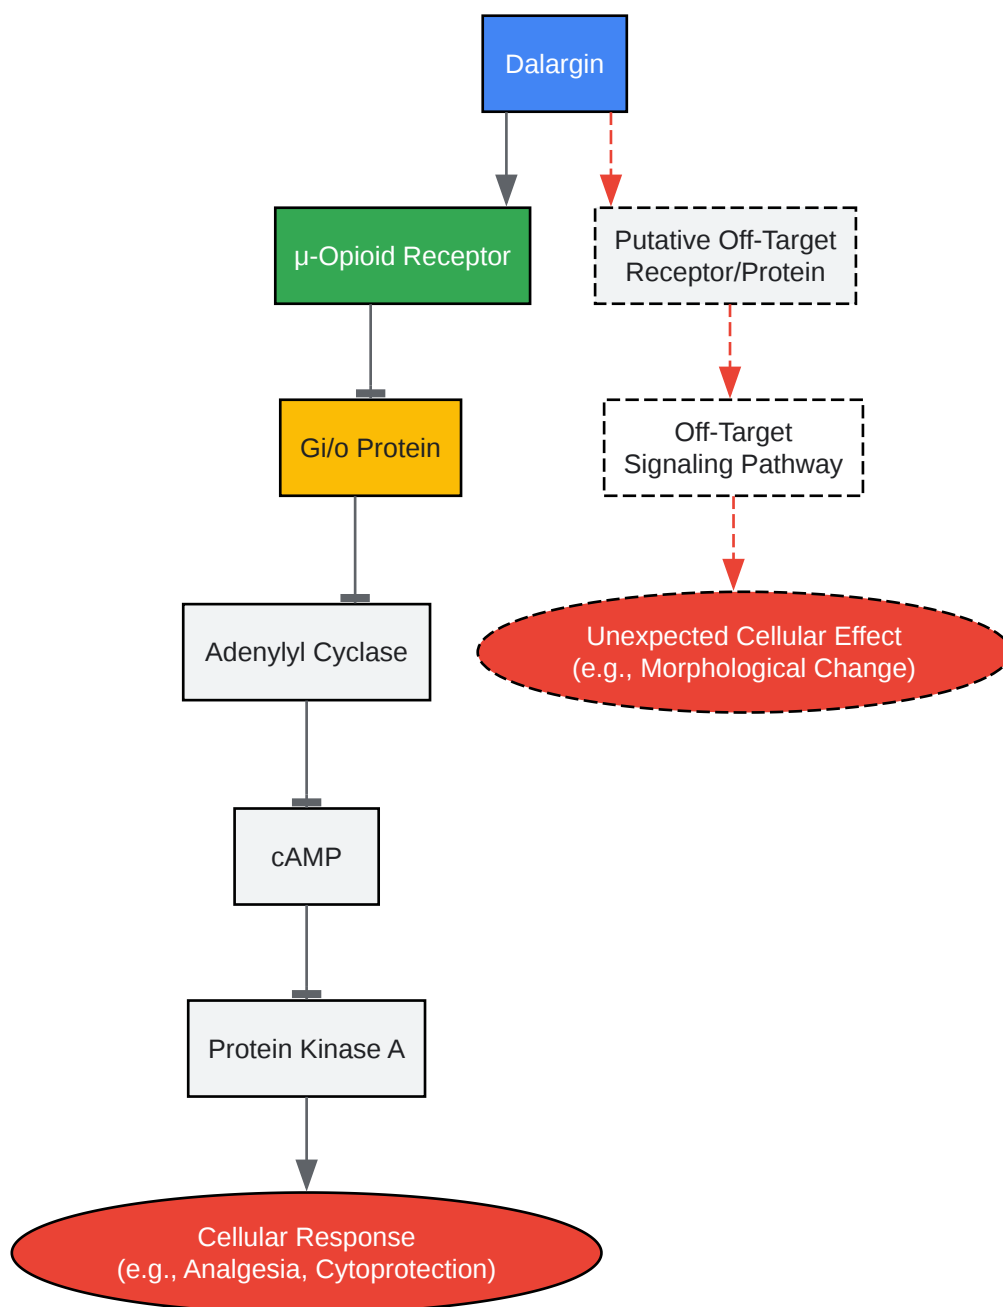 Dalargin
μ-Opioid Receptor
Putative Off-Target
Receptor/Protein
Gi/o Protein
Off-Target
Signaling Pathway
Adenylyl Cyclase
Unexpected Cellular Effect
(e.g., Morphological Change)
cAMP
Protein Kinase A
Cellular Response
(e.g., Analgesia, Cytoprotection)